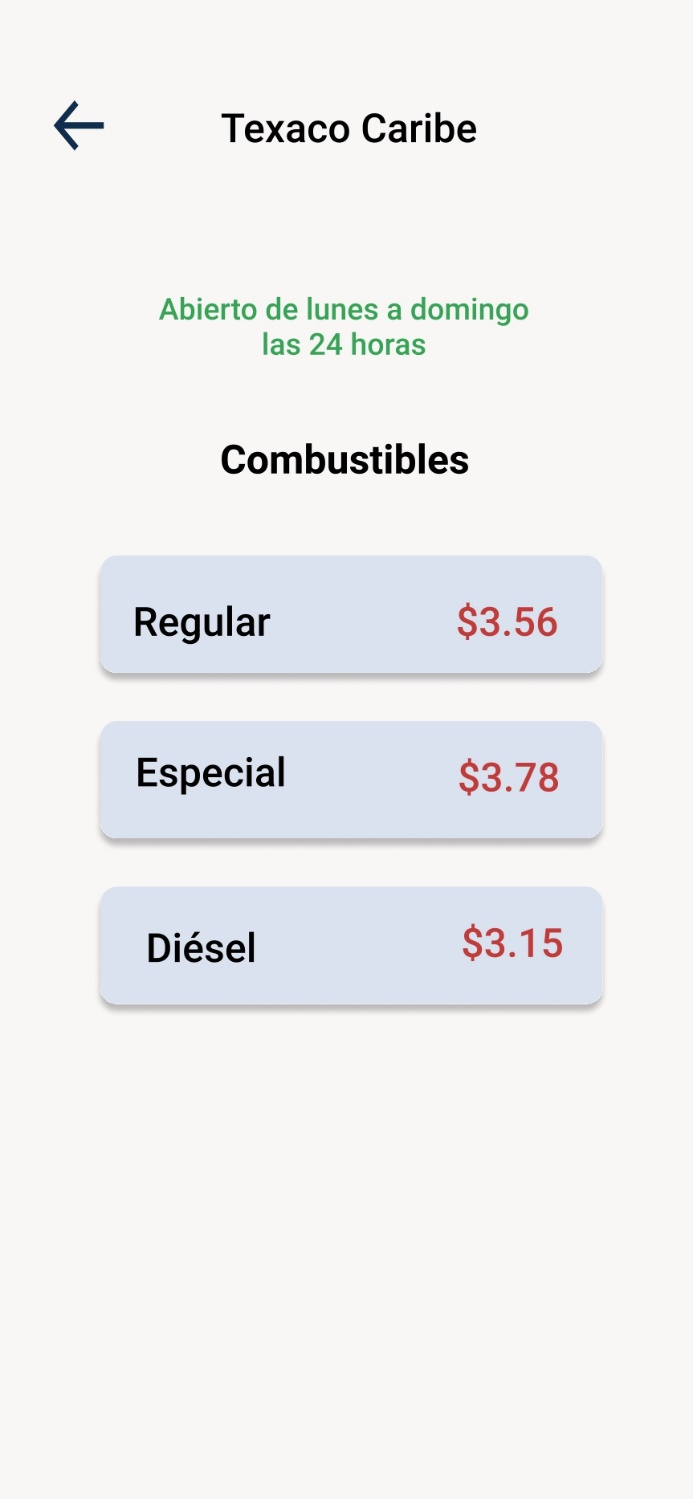 Texaco Caribe
Abierto de lunes a domingo
las 24 horas
Combustibles
Regular $3.56
Especial $3.78
Diésel $3.15